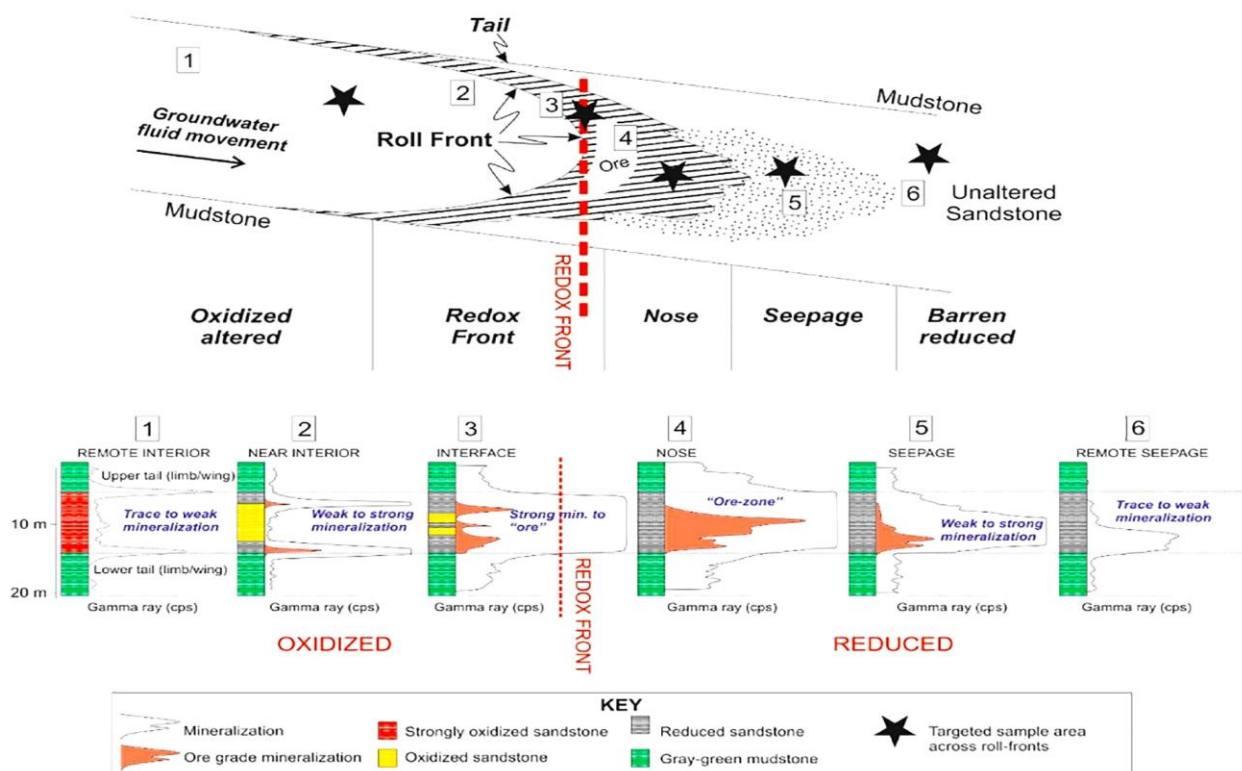 Tail
1
2
3
4
5
6
Mudstone
Groundwater
fluid movement
Roll Front
Ore
Unaltered
Sandstone
Mudstone
REDOX FRONT
Oxidized
altered
Redox
Front
Nose
Seepage
Barren
reduced
1
2
3
4
5
6
REMOTE INTERIOR
NEAR INTERIOR
INTERFACE
NOSE
SEEPAGE
REMOTE SEEPAGE
Upper tail (limb/wing)
Trace to weak
mineralization
Weak to strong
mineralization
Strong min. to
"ore"
"Ore-zone"
Weak to strong
mineralization
Trace to weak
mineralization
10 m
Lower tail (limb/wing)
20 m
Gamma ray (cps)
Gamma ray (cps)
Gamma ray (cps)
Gamma ray (cps)
Gamma ray (cps)
Gamma ray (cps)
REDOX FRONT
OXIDIZED
REDUCED
KEY
Mineralization
Ore grade mineralization
Strongly oxidized sandstone
Oxidized sandstone
Reduced sandstone
Gray-green mudstone
Targeted sample area
across roll-fronts